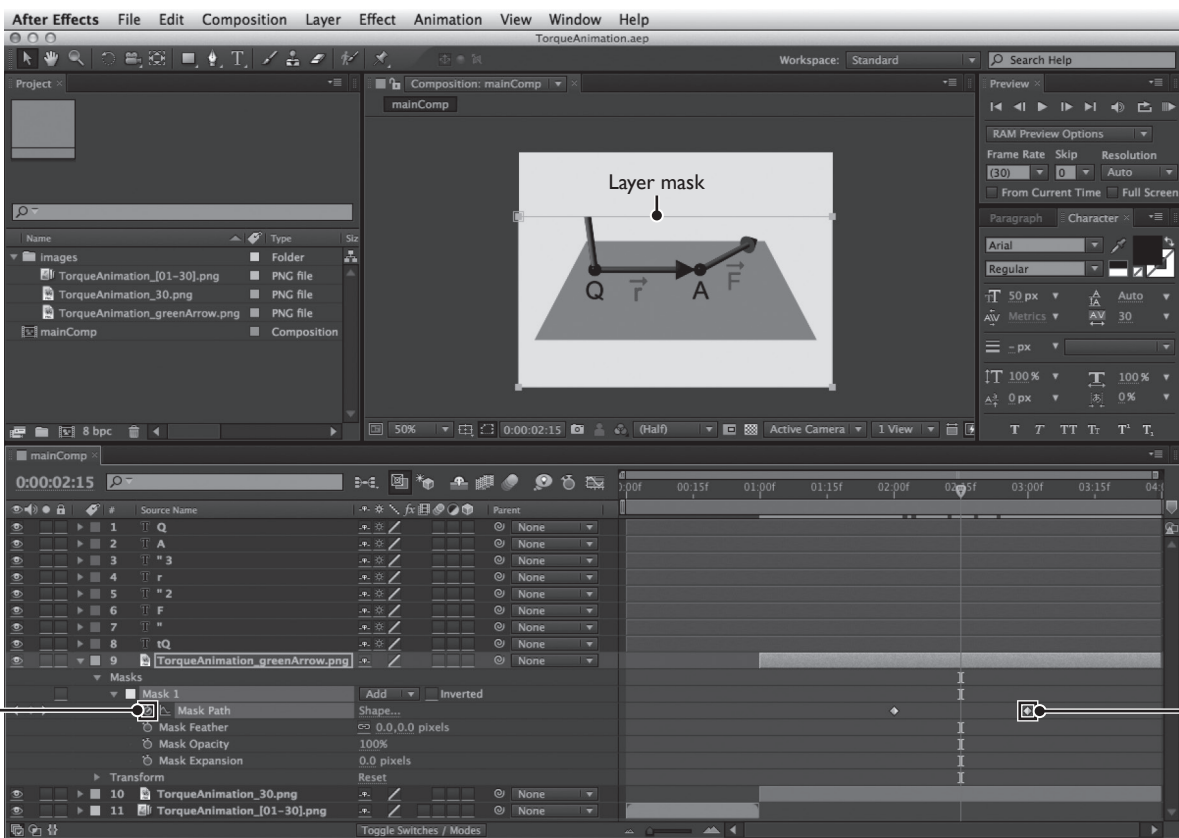 After Effects File Edit Composition Layer Effect Animation View Window Help
TorqueAnimation.aep
Workspace: Standard
Search Help
Project
Composition: mainComp
mainComp
Preview
RAM Preview Options
Frame Rate Skip Resolution
(30) 0 Auto
From Current Time Full Screen
Layer mask
Q r A F
Paragraph Character
Arial
Regular
50 px Auto
Metrics 30
- px
100 % 100 %
0 px 0 %
T T TT Tr T¹ T₁
Name Type Siz
images Folder
TorqueAnimation_[01-30].png PNG file
TorqueAnimation_30.png PNG file
TorqueAnimation_greenArrow.png PNG file
mainComp Composition
8 bpc
50% 0:00:02:15 (Half) Active Camera 1 View
mainComp
0:00:02:15
):00f 00:15f 01:00f 01:15f 02:00f 02:15f 03:00f 03:15f 04:
# Source Name Parent
1 T Q None
2 T A None
3 T " 3 None
4 T r None
5 T " 2 None
6 T F None
7 T " None
8 T tQ None
9 TorqueAnimation_greenArrow.png None
Masks
Mask 1 Add Inverted
Mask Path Shape...
Mask Feather 0.0,0.0 pixels
Mask Opacity 100%
Mask Expansion 0.0 pixels
Transform Reset
10 TorqueAnimation_30.png None
11 TorqueAnimation_[01-30].png None
Toggle Switches / Modes